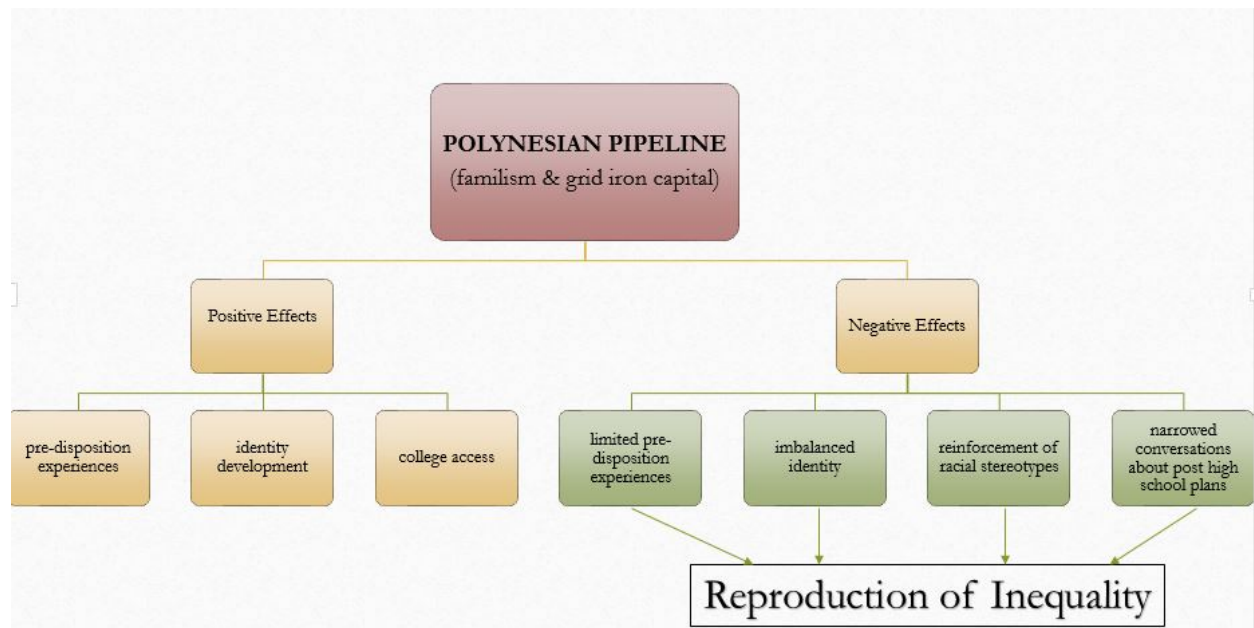 POLYNESIAN PIPELINE
(familism & grid iron capital)
Positive Effects
Negative Effects
pre-disposition
experiences
identity
development
college access
limited pre-
disposition
experiences
imbalanced
identity
reinforcement of
racial stereotypes
narrowed
conversations
about post high
school plans
Reproduction of Inequality